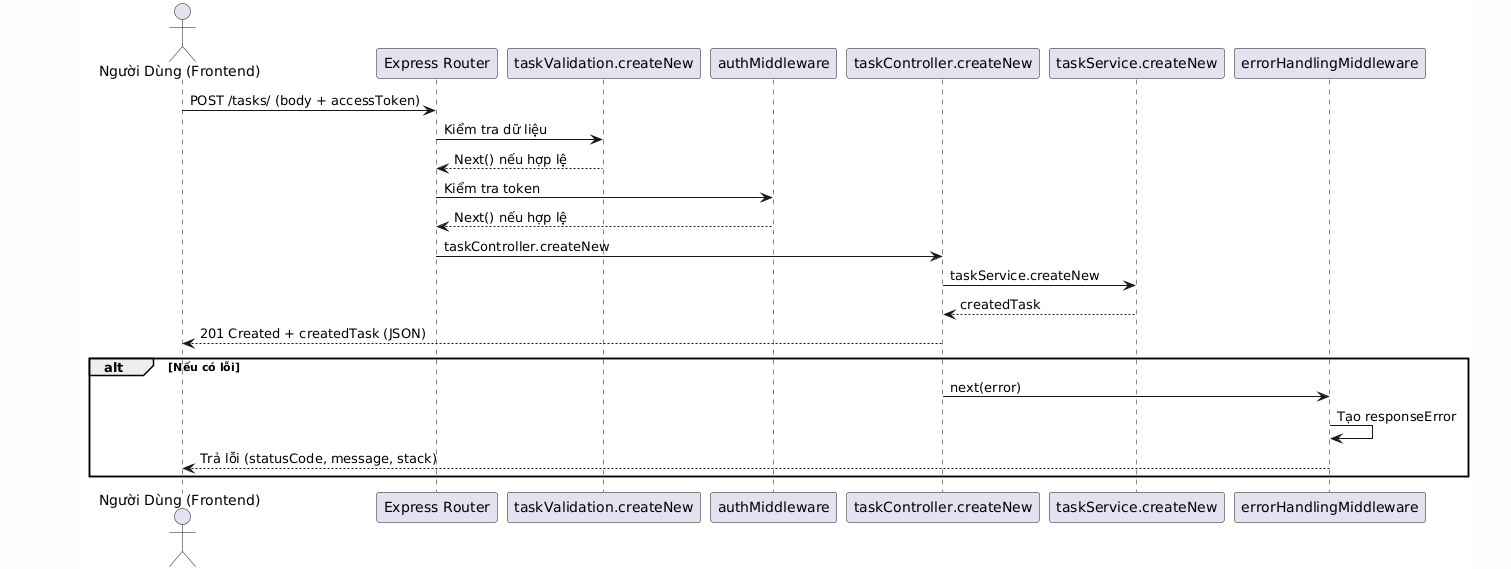 Người Dùng (Frontend)
Express Router
taskValidation.createNew
authMiddleware
taskController.createNew
taskService.createNew
errorHandlingMiddleware
POST /tasks/ (body + accessToken)
Kiểm tra dữ liệu
Next() nếu hợp lệ
Kiểm tra token
Next() nếu hợp lệ
taskController.createNew
taskService.createNew
createdTask
201 Created + createdTask (JSON)
alt
[Nếu có lỗi]
next(error)
Tạo responseError
Trả lỗi (statusCode, message, stack)
Người Dùng (Frontend)
Express Router
taskValidation.createNew
authMiddleware
taskController.createNew
taskService.createNew
errorHandlingMiddleware